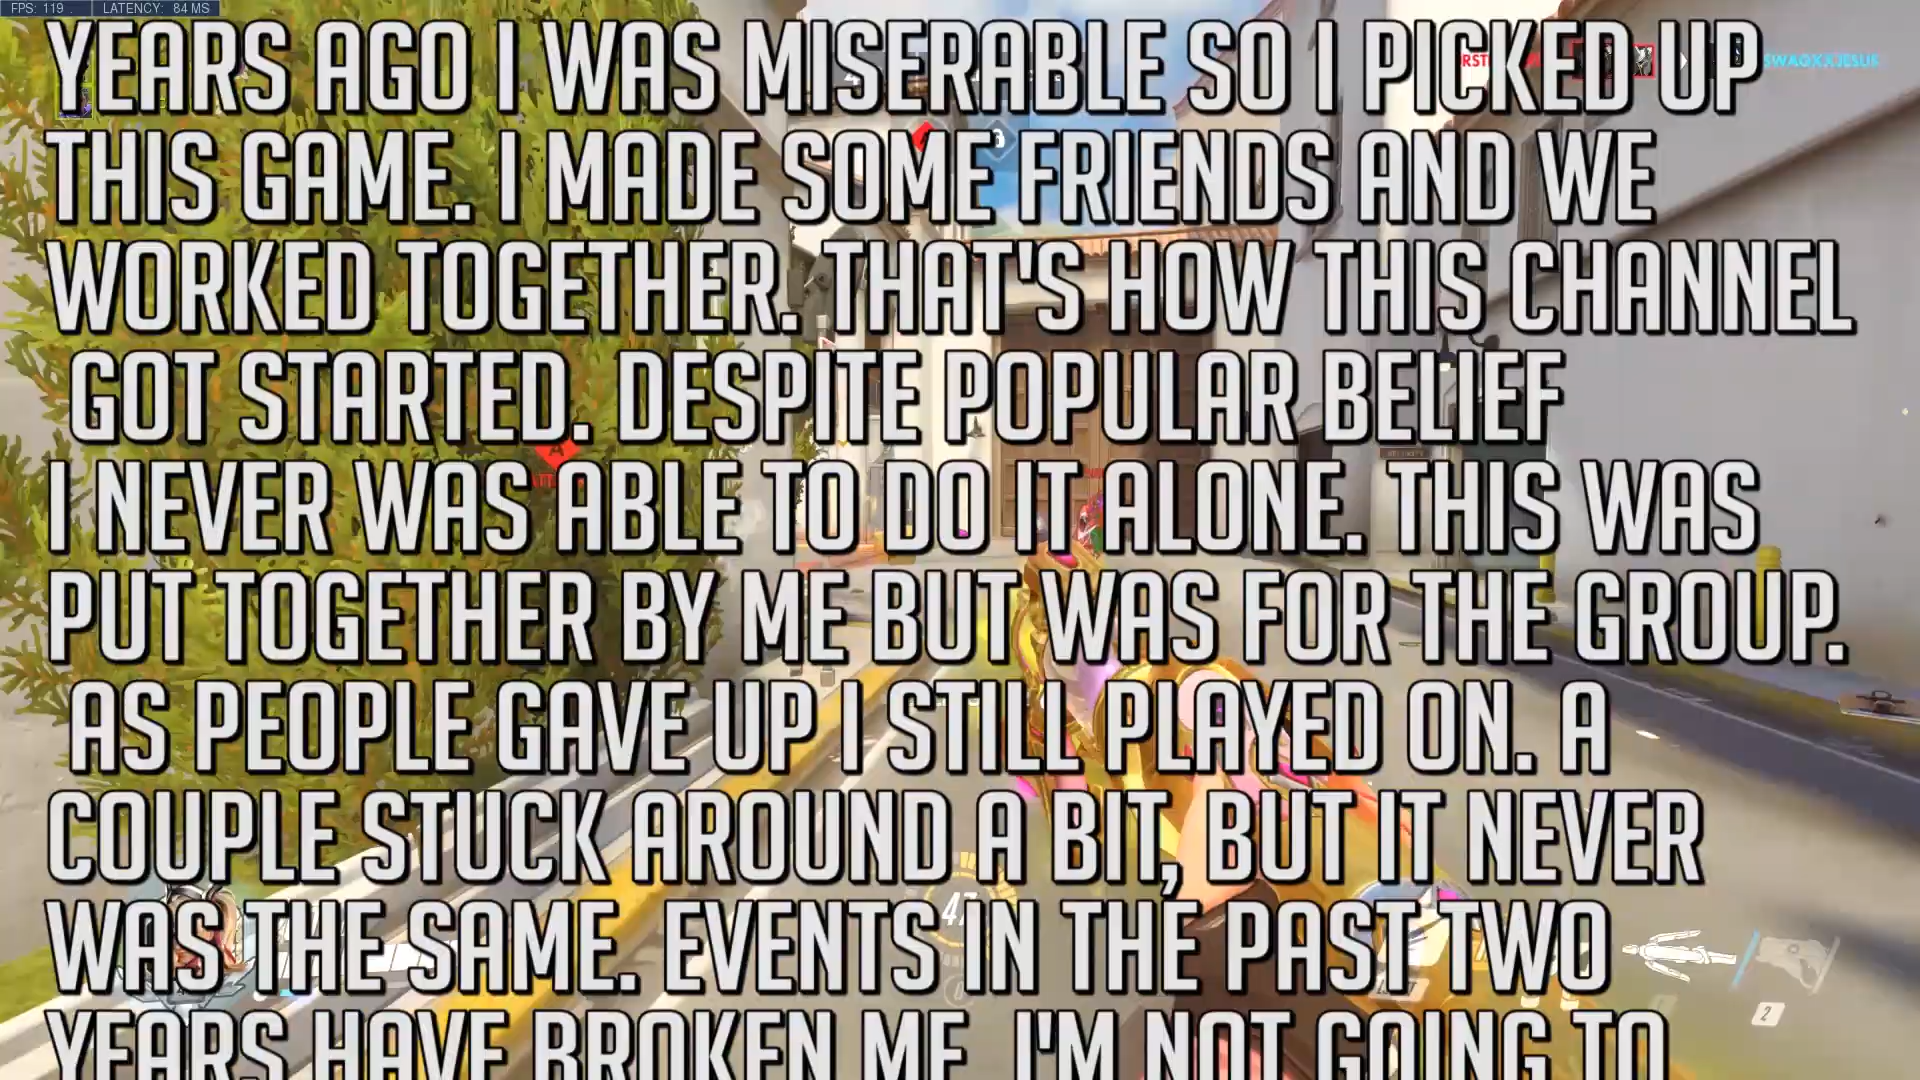 FPS: 119 LATENCY: 84 MS
YEARS AGO I WAS MISERABLE SO I PICKED UP
THIS GAME. I MADE SOME FRIENDS AND WE
WORKED TOGETHER. THAT'S HOW THIS CHANNEL
GOT STARTED. DESPITE POPULAR BELIEF
I NEVER WAS ABLE TO DO IT ALONE. THIS WAS
PUT TOGETHER BY ME BUT WAS FOR THE GROUP.
AS PEOPLE GAVE UP I STILL PLAYED ON. A
COUPLE STUCK AROUND A BIT, BUT IT NEVER
WAS THE SAME. EVENTS IN THE PAST TWO
YEARS HAVE BROKEN ME. I'M NOT GOING TO
SWAGXXJESUS
A
47
2